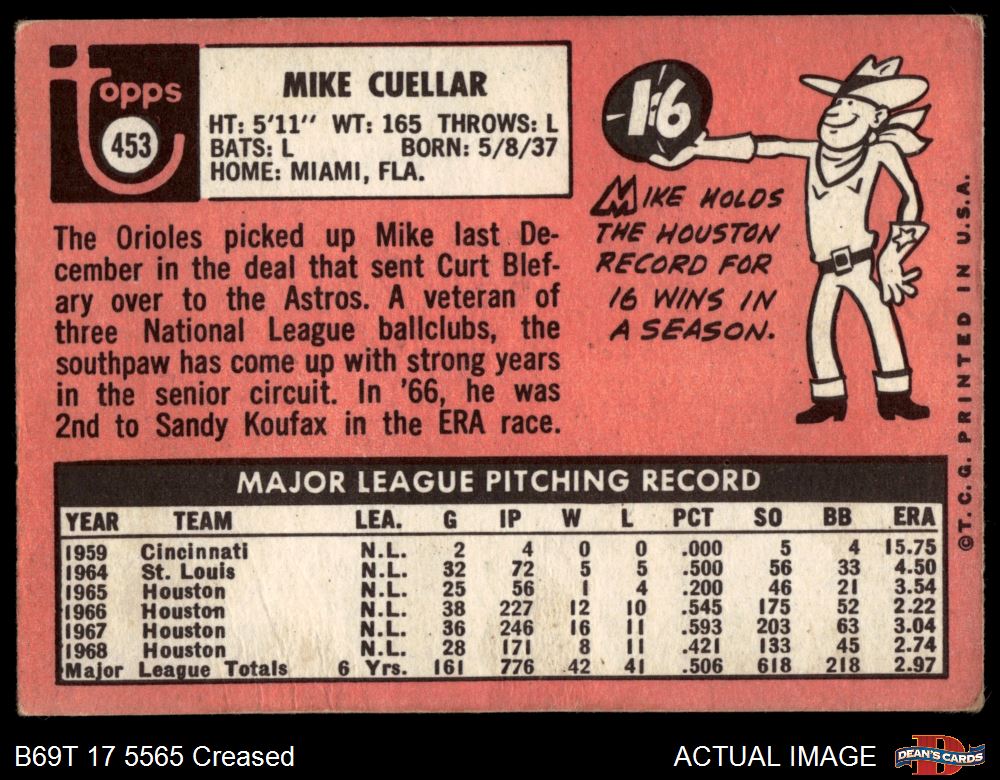 topps
453
MIKE CUELLAR
HT: 5'11" WT: 165 THROWS: L
BATS: L BORN: 5/8/37
HOME: MIAMI, FLA.
The Orioles picked up Mike last De-
cember in the deal that sent Curt Blef-
ary over to the Astros. A veteran of
three National League ballclubs, the
southpaw has come up with strong years
in the senior circuit. In '66, he was
2nd to Sandy Koufax in the ERA race.
16
MIKE HOLDS
THE HOUSTON
RECORD FOR
16 WINS IN
A SEASON.
©T.C.G. PRINTED IN U.S.A.
MAJOR LEAGUE PITCHING RECORD
YEAR TEAM LEA. G IP W L PCT SO BB ERA
1959 Cincinnati N.L. 2 4 0 0 .000 5 4 15.75
1964 St. Louis N.L. 32 72 5 5 .500 56 33 4.50
1965 Houston N.L. 25 56 1 4 .200 46 21 3.54
1966 Houston N.L. 38 227 12 10 .545 175 52 2.22
1967 Houston N.L. 36 246 16 11 .593 203 63 3.04
1968 Houston N.L. 28 171 8 11 .421 133 45 2.74
Major League Totals 6 Yrs. 161 776 42 41 .506 618 218 2.97
B69T 17 5565 Creased
ACTUAL IMAGE
DEAN'S CARDS